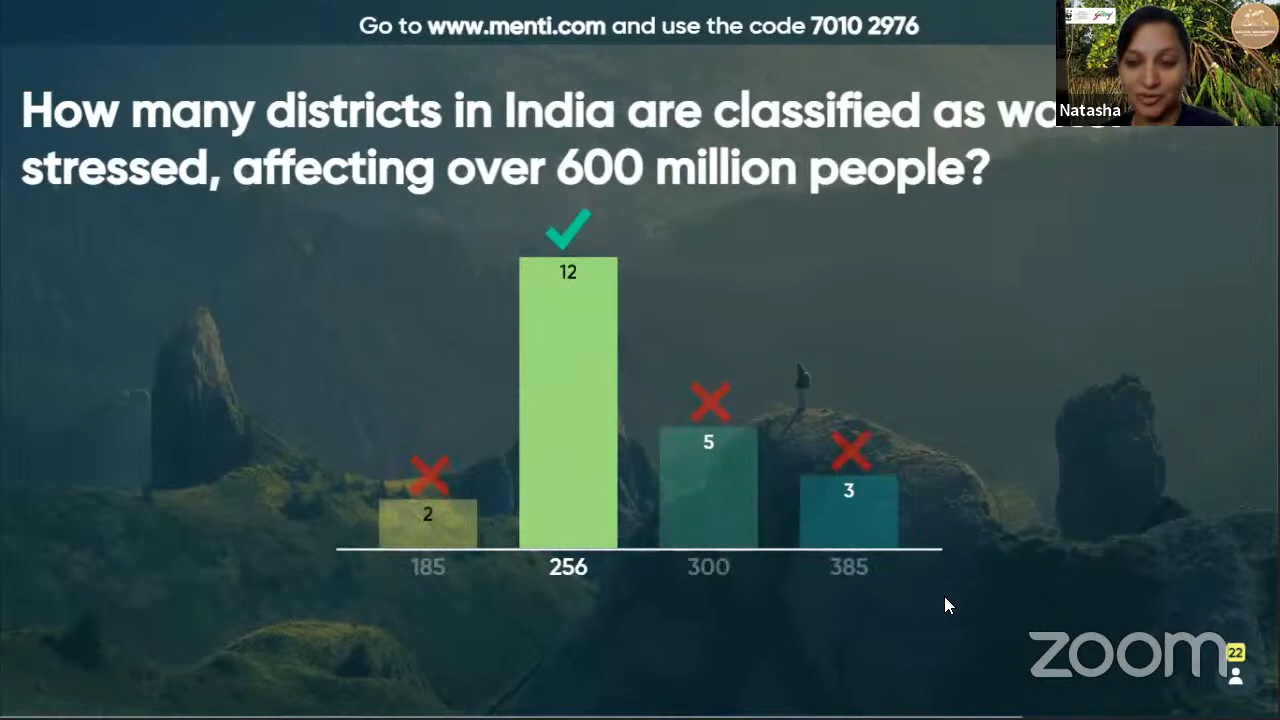 Go to www.menti.com and use the code 7010 2976
Natasha
How many districts in India are classified as
stressed, affecting over 600 million people?
12
5
3
2
185 256 300 385
zoom
22